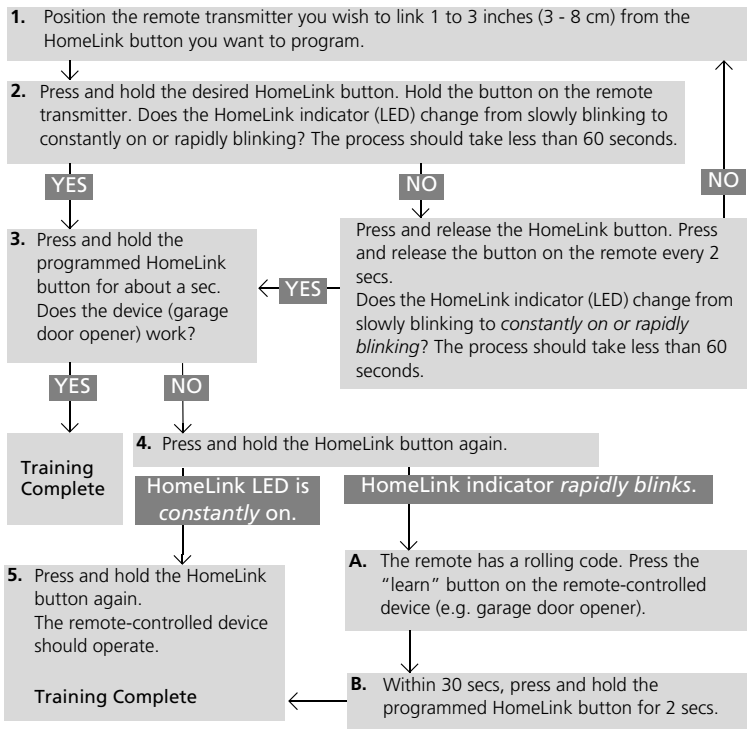 1. Position the remote transmitter you wish to link 1 to 3 inches (3 - 8 cm) from the
HomeLink button you want to program.
2. Press and hold the desired HomeLink button. Hold the button on the remote
transmitter. Does the HomeLink indicator (LED) change from slowly blinking to
constantly on or rapidly blinking? The process should take less than 60 seconds.
YES
NO
NO
3. Press and hold the
programmed HomeLink
button for about a sec.
Does the device (garage
door opener) work?
YES
Press and release the HomeLink button. Press
and release the button on the remote every 2
secs.
Does the HomeLink indicator (LED) change from
slowly blinking to constantly on or rapidly
blinking? The process should take less than 60
seconds.
YES
NO
Training
Complete
4. Press and hold the HomeLink button again.
HomeLink LED is
constantly on.
HomeLink indicator rapidly blinks.
5. Press and hold the HomeLink
button again.
The remote-controlled device
should operate.
Training Complete
A. The remote has a rolling code. Press the
“learn” button on the remote-controlled
device (e.g. garage door opener).
B. Within 30 secs, press and hold the
programmed HomeLink button for 2 secs.